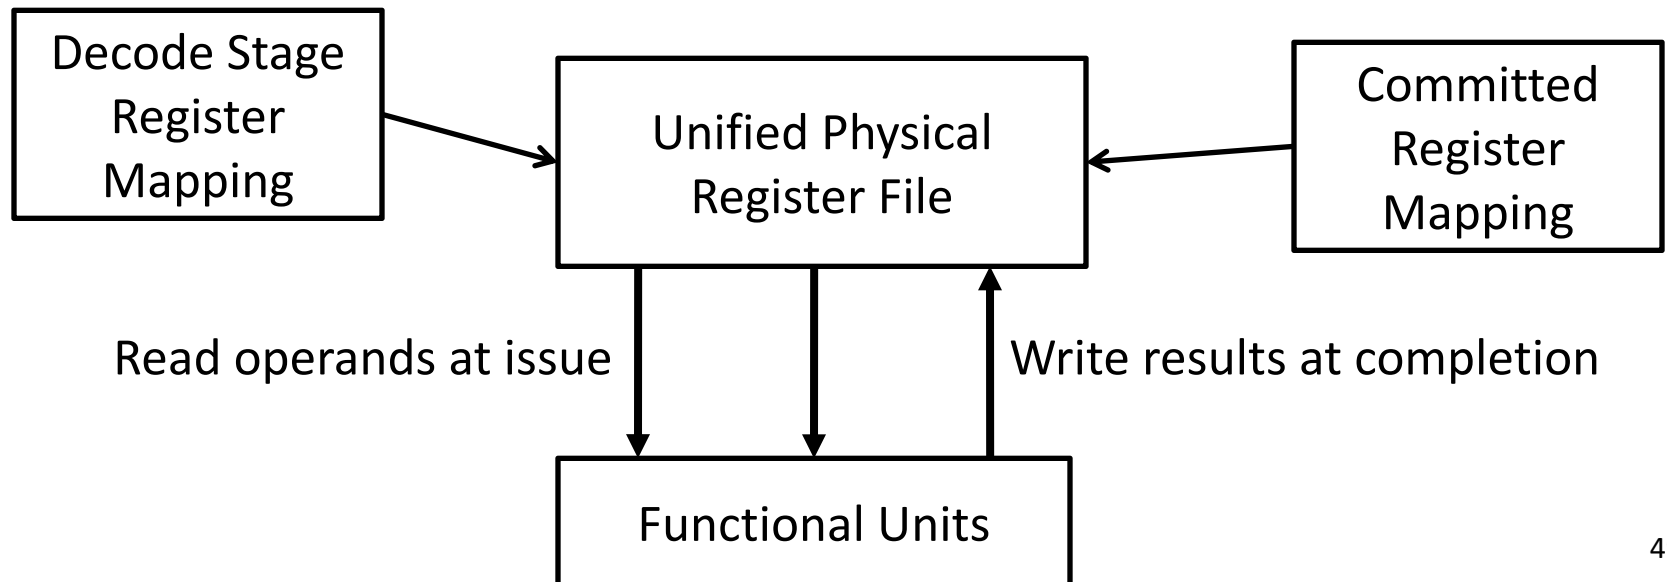 Decode Stage
Register
Mapping
Unified Physical
Register File
Committed
Register
Mapping
Read operands at issue
Write results at completion
Functional Units
4